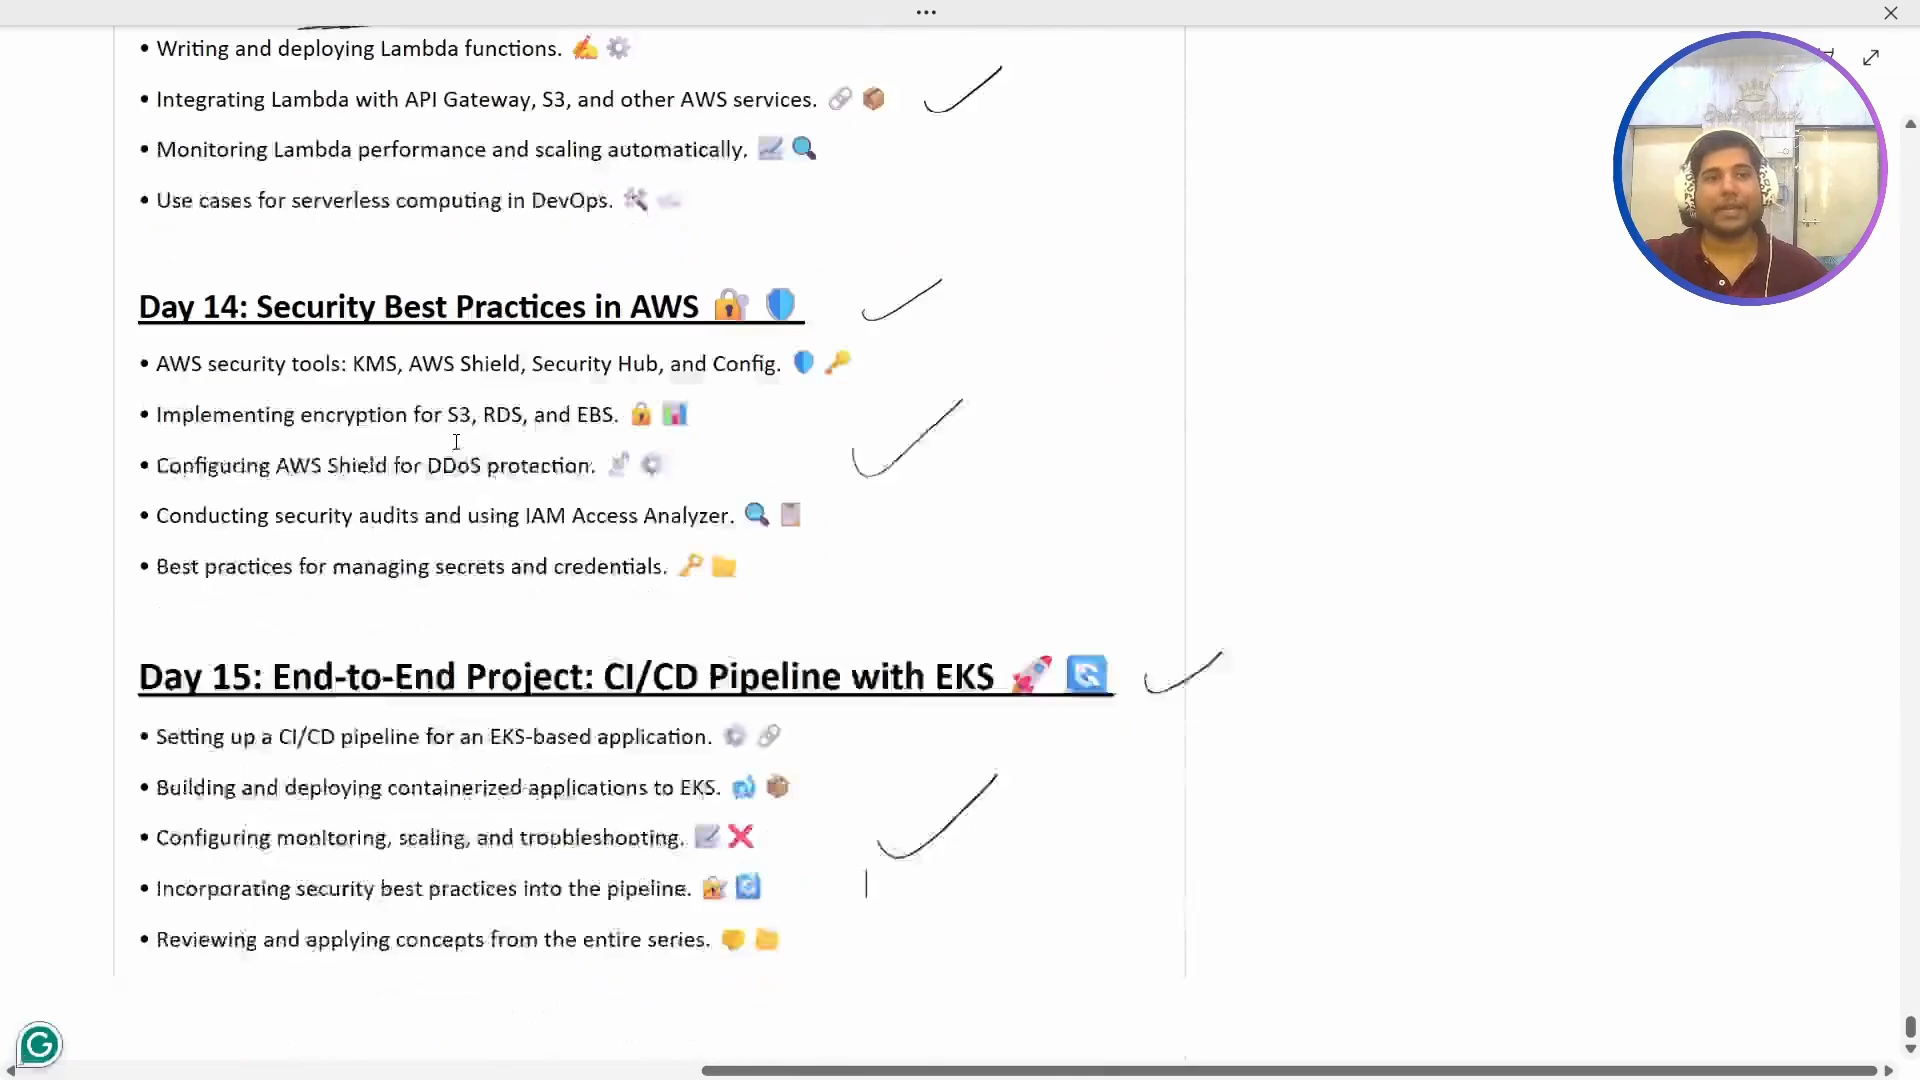 • Writing and deploying Lambda functions.
• Integrating Lambda with API Gateway, S3, and other AWS services.
• Monitoring Lambda performance and scaling automatically.
• Use cases for serverless computing in DevOps.
Day 14: Security Best Practices in AWS
• AWS security tools: KMS, AWS Shield, Security Hub, and Config.
• Implementing encryption for S3, RDS, and EBS.
• Configuring AWS Shield for DDoS protection.
• Conducting security audits and using IAM Access Analyzer.
• Best practices for managing secrets and credentials.
Day 15: End-to-End Project: CI/CD Pipeline with EKS
• Setting up a CI/CD pipeline for an EKS-based application.
• Building and deploying containerized applications to EKS.
• Configuring monitoring, scaling, and troubleshooting.
• Incorporating security best practices into the pipeline.
• Reviewing and applying concepts from the entire series.